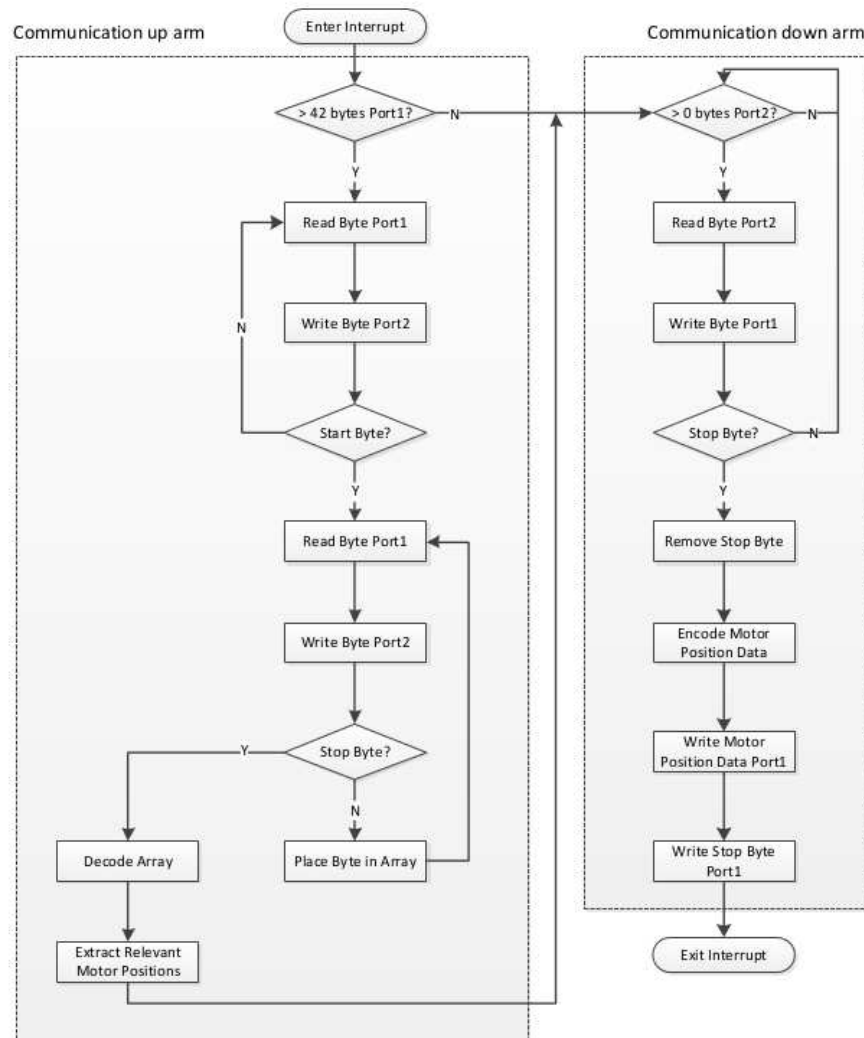 Communication up arm
Enter Interrupt
> 42 bytes Port1?
N
Y
Read Byte Port1
Write Byte Port2
N
Start Byte?
Y
Read Byte Port1
Write Byte Port2
Stop Byte?
Y
N
Decode Array
Place Byte in Array
Extract Relevant
Motor Positions
Communication down arm
> 0 bytes Port2?
N
Y
Read Byte Port2
Write Byte Port1
Stop Byte?
N
Y
Remove Stop Byte
Encode Motor
Position Data
Write Motor
Position Data Port1
Write Stop Byte
Port1
Exit Interrupt